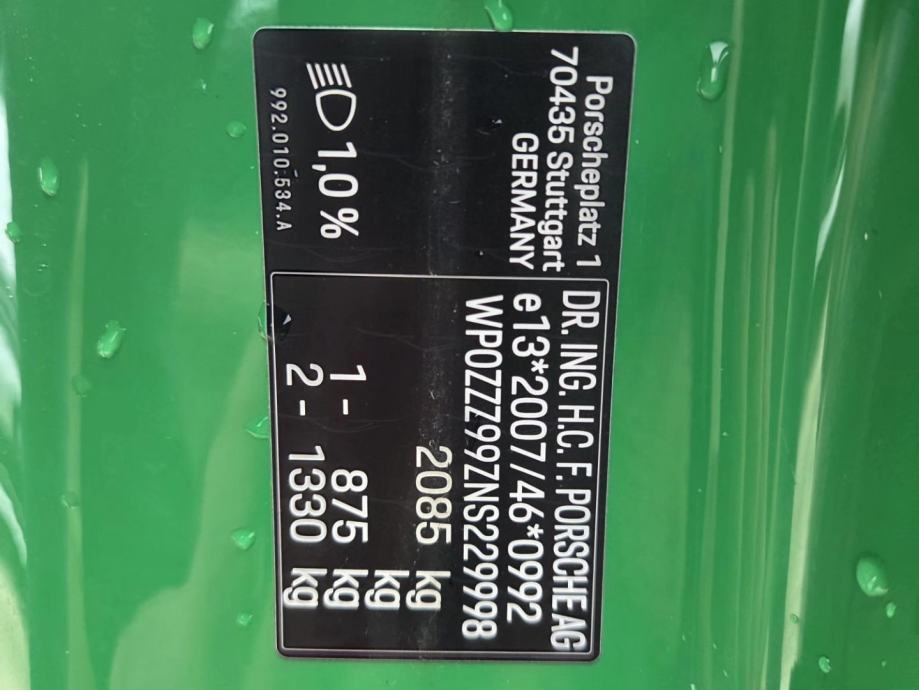 Porscheplatz 1
70435 Stuttgart
GERMANY
1,0 %
992.010.534.A
DR. ING. H.C. F. PORSCHE AG
e13*2007/46*0992
WP0ZZZ99ZNS229998
2085 kg
kg
1- 875 kg
2- 1330 kg